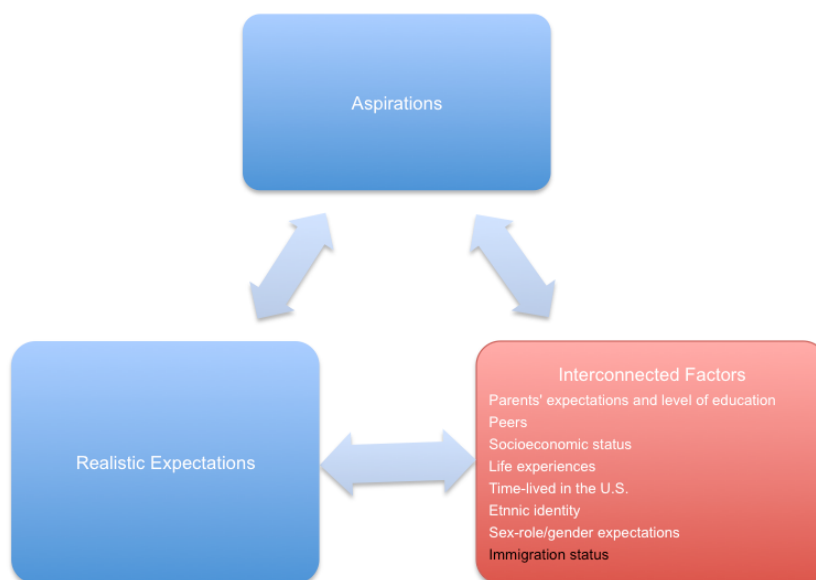 Aspirations
Realistic Expectations
Interconnected Factors
Parents' expectations and level of education
Peers
Socioeconomic status
Life experiences
Time-lived in the U.S.
Etnnic identity
Sex-role/gender expectations
Immigration status